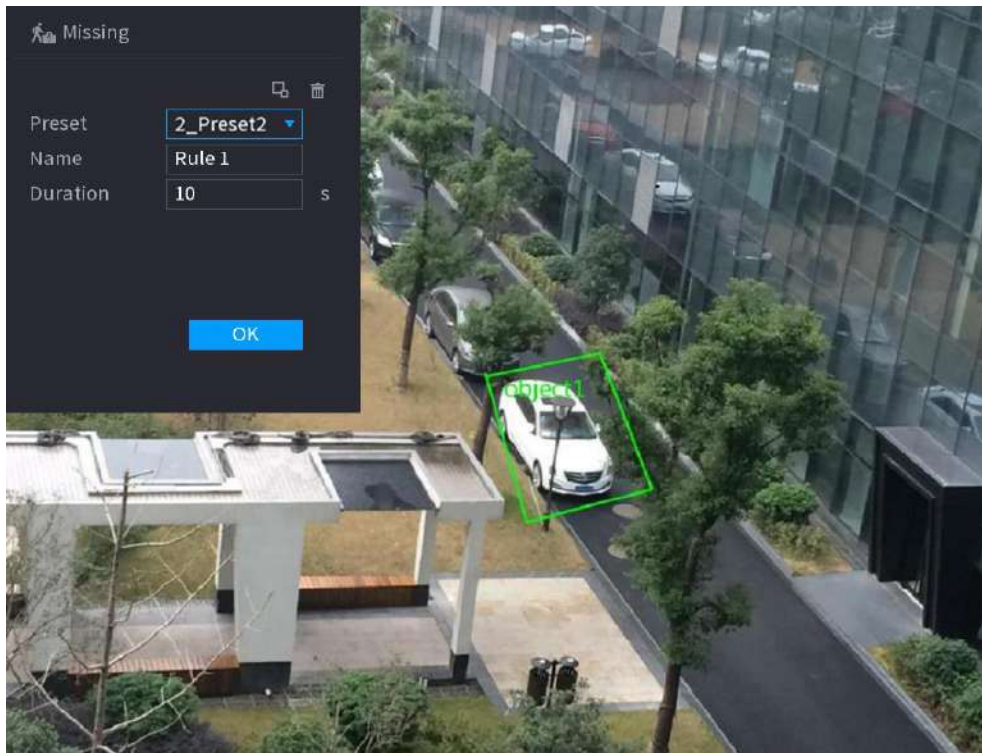 Missing
Preset 2_Preset2
Name Rule 1
Duration 10 s
OK
object1